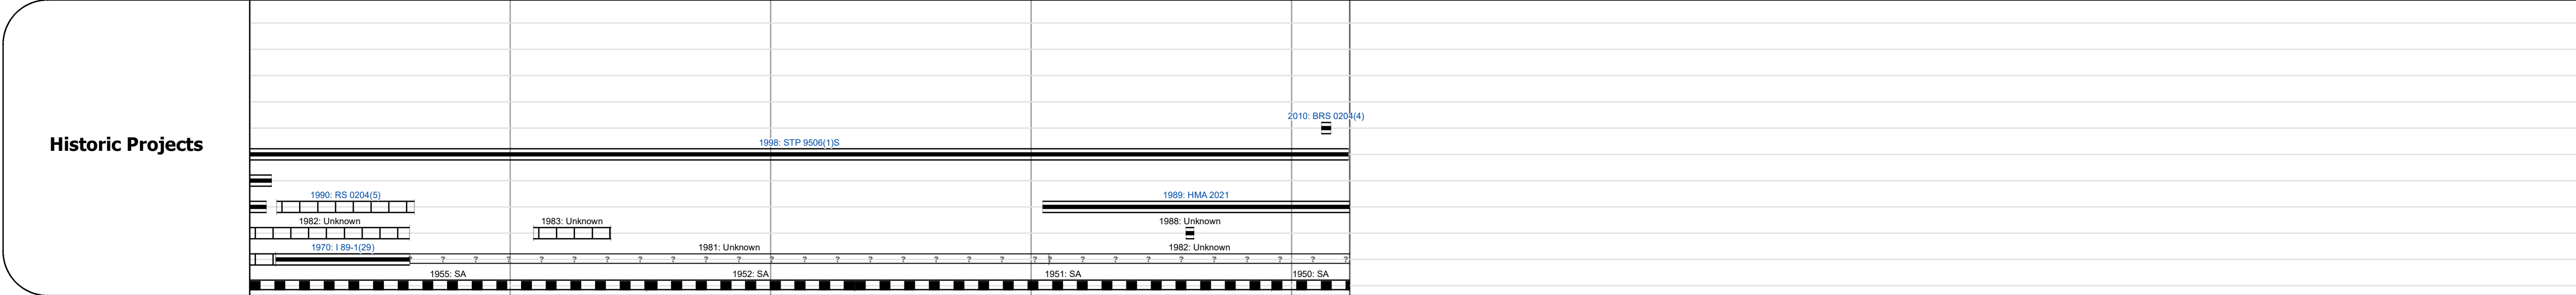 2010: BRS 0204(4)
1998: STP 9506(1)S
Historic Projects
1990: RS 0204(5)
1989: HMA 2021
1982: Unknown
1983: Unknown
1988: Unknown
1970: I 89-1(29)
1981: Unknown
1982: Unknown
? ? ? ? ? ? ? ? ? ? ? ? ? ? ? ? ? ? ? ? ? ? ? ? ? ? ? ? ? ?
1955: SA
1952: SA
1951: SA
1950: SA